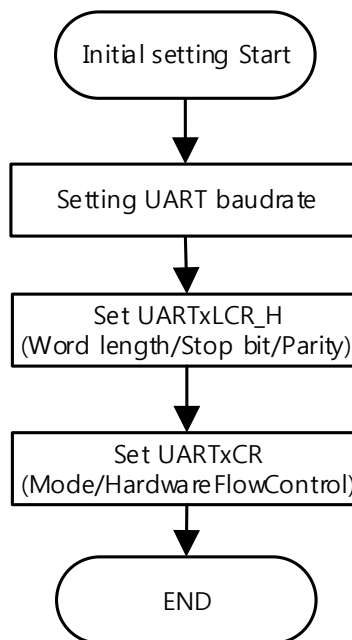 Initial setting Start
Setting UART baudrate
Set UARTxLCR_H
(Word length/Stop bit/Parity)
Set UARTxCR
(Mode/HardwareFlowControl)
END